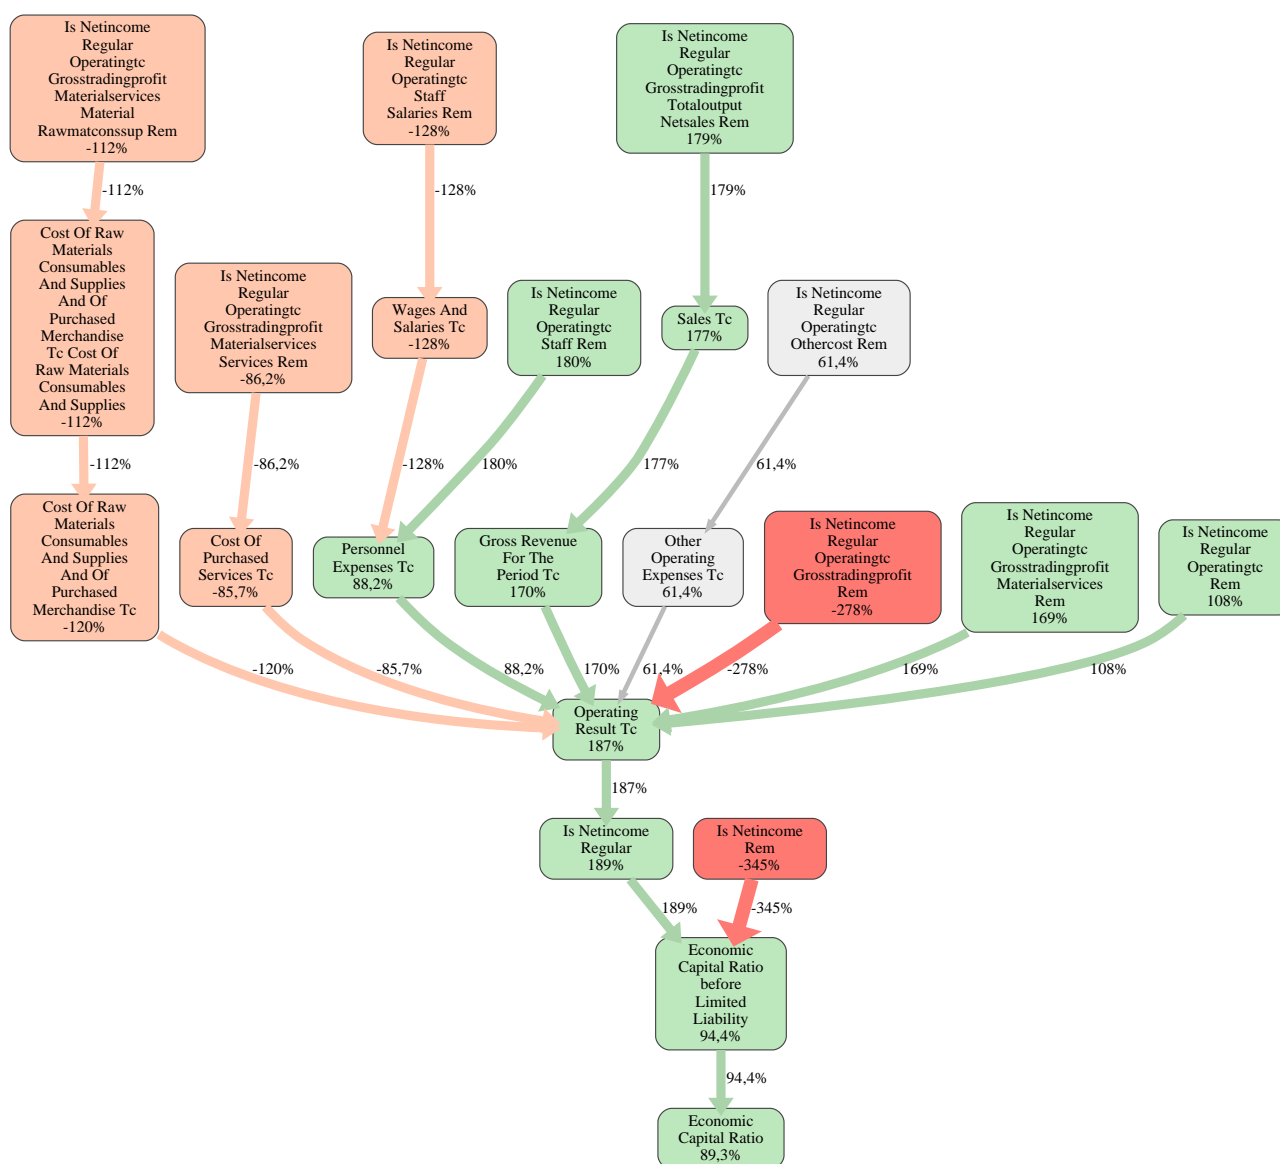 Is Netincome
Regular
Operatingtc
Grosstradingprofit
Materialservices
Material
Rawmatconssup Rem
-112%
Is Netincome
Regular
Operatingtc
Staff
Salaries Rem
-128%
Is Netincome
Regular
Operatingtc
Grosstradingprofit
Totaloutput
Netsales Rem
179%
-112%
-128%
179%
Cost Of Raw
Materials
Consumables
And Supplies
And Of
Purchased
Merchandise
Tc Cost Of
Raw Materials
Consumables
And Supplies
-112%
Is Netincome
Regular
Operatingtc
Grosstradingprofit
Materialservices
Services Rem
-86,2%
Wages And
Salaries Tc
-128%
Is Netincome
Regular
Operatingtc
Staff Rem
180%
Sales Tc
177%
Is Netincome
Regular
Operatingtc
Othercost Rem
61,4%
-112%
-86,2%
-128%
180%
177%
61,4%
Cost Of Raw
Materials
Consumables
And Supplies
And Of
Purchased
Merchandise Tc
-120%
Cost Of
Purchased
Services Tc
-85,7%
Personnel
Expenses Tc
88,2%
Gross Revenue
For The
Period Tc
170%
Other
Operating
Expenses Tc
61,4%
Is Netincome
Regular
Operatingtc
Grosstradingprofit
Rem
-278%
Is Netincome
Regular
Operatingtc
Grosstradingprofit
Materialservices
Rem
169%
Is Netincome
Regular
Operatingtc
Rem
108%
-120%
-85,7%
88,2%
170%
61,4%
-278%
169%
108%
Operating
Result Tc
187%
187%
Is Netincome
Regular
189%
Is Netincome
Rem
-345%
189%
-345%
Economic
Capital Ratio
before
Limited
Liability
94,4%
94,4%
Economic
Capital Ratio
89,3%